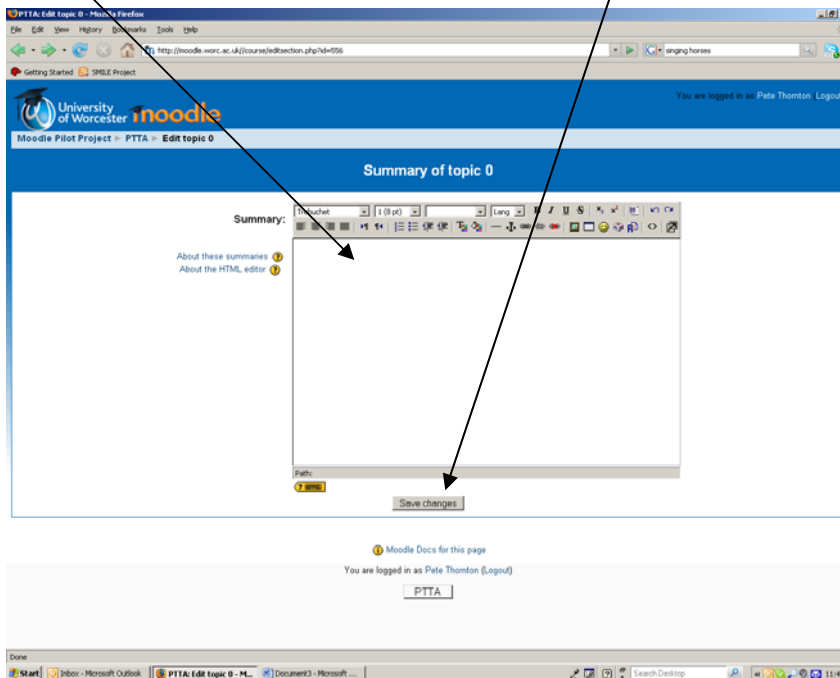 PTTA: Edit topic 0 - Mozilla Firefox
File Edit View History Bookmarks Tools Help
http://moodle.worc.ac.uk//course/editsection.php?id=556
singing horses
Getting Started SMILE Project
University of Worcester moodle
You are logged in as Pete Thornton (Logout
Moodle Pilot Project ► PTTA ► Edit topic 0
Summary of topic 0
Summary:
Trebuchet 1 (8 pt) Lang B I U S
About these summaries
About the HTML editor
Path:
Save changes
Moodle Docs for this page
You are logged in as Pete Thornton (Logout)
PTTA
Done
Start Inbox - Microsoft Outlook PTTA: Edit topic 0 - M... Document3 - Microsoft ... Search Desktop